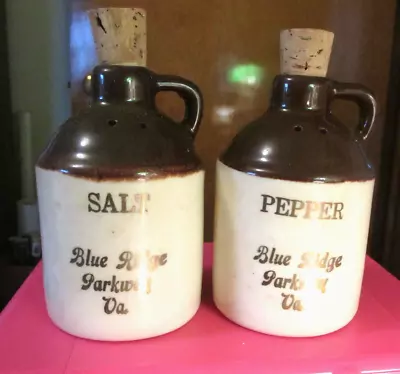 SALT
Blue Ridge
Parkway
Va.
PEPPER
Blue Ridge
Parkway
Va.